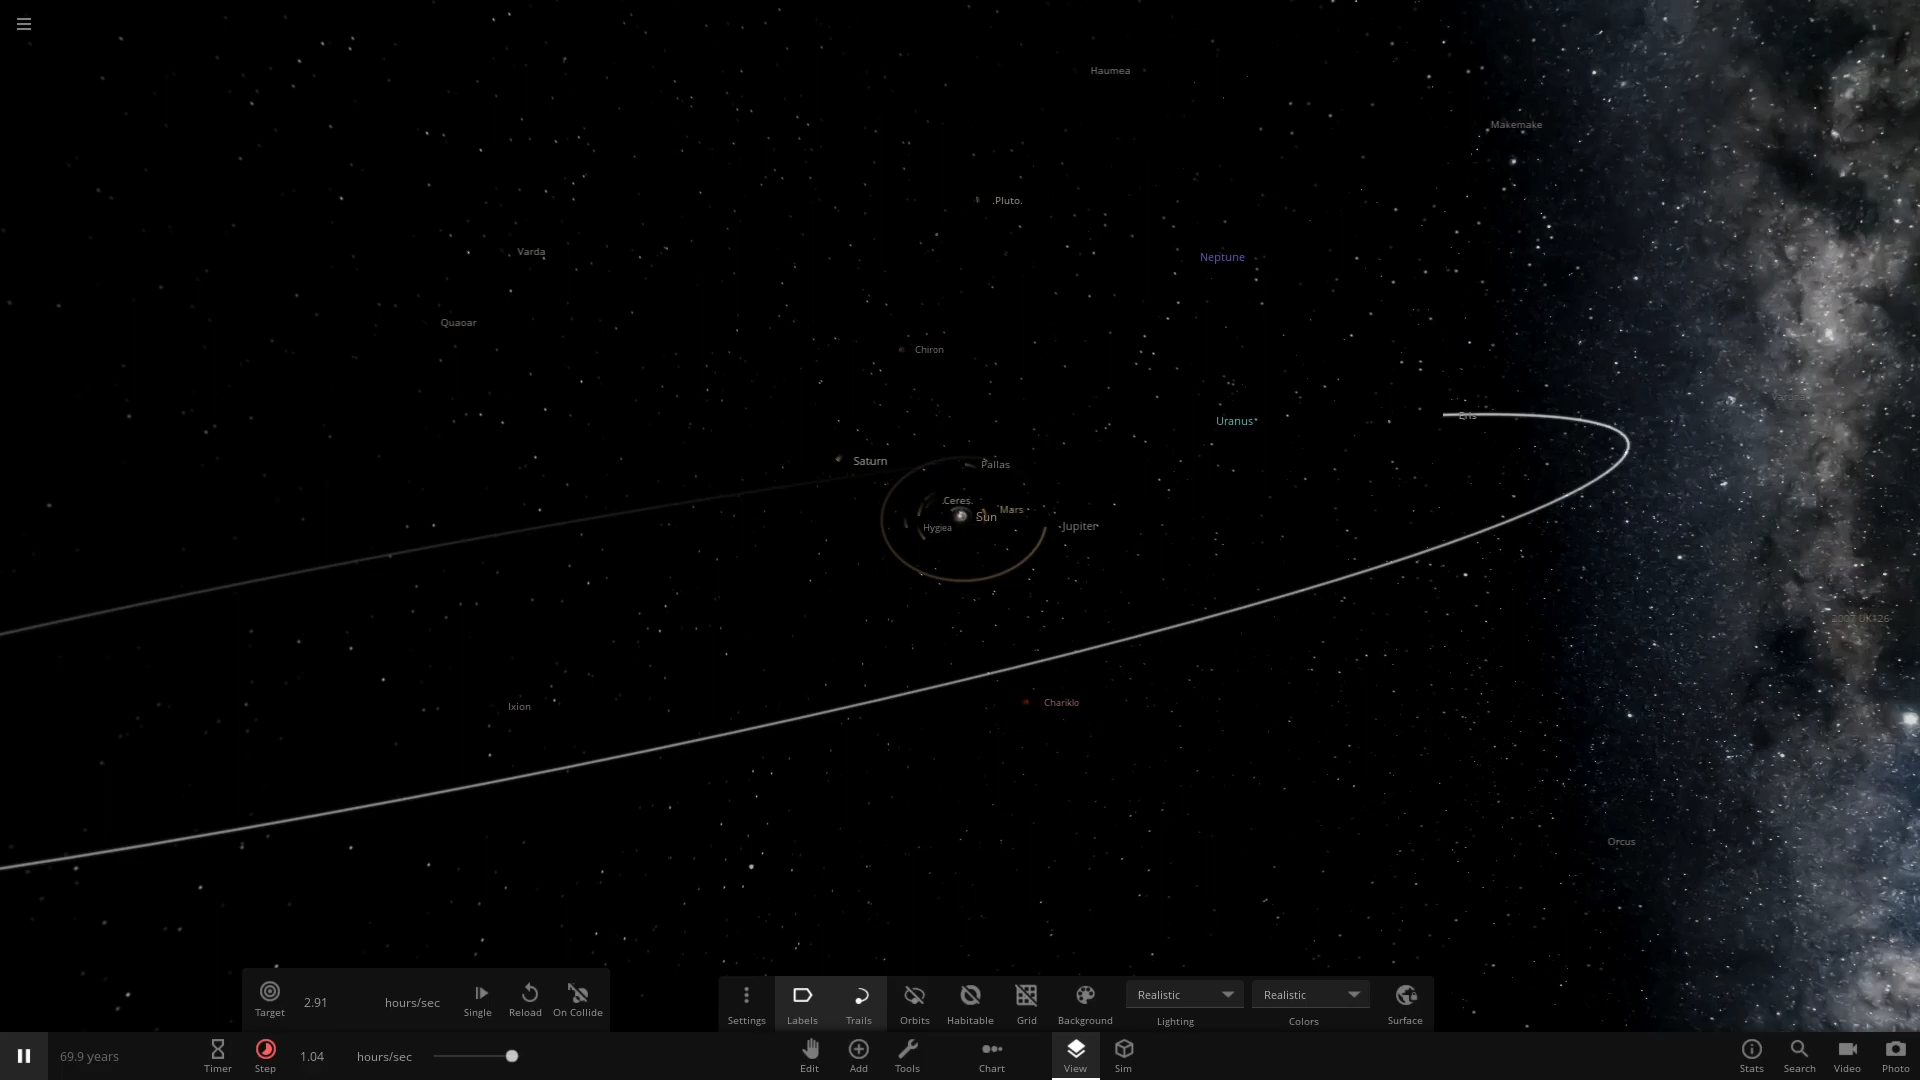 Haumea
Makemake
.Pluto.
Varda
Neptune
Quaoar
Chiron
Varuna
Eris
Uranus
Saturn
Pallas
Ceres
Mars
Sun
Hygiea
Jupiter
2007 UK126
Chariklo
Ixion
Orcus
Target
2.91
hours/sec
Single
Reload
On Collide
Settings
Labels
Trails
Orbits
Habitable
Grid
Background
Realistic
Lighting
Realistic
Colors
Surface
69.9 years
Timer
Step
1.04
hours/sec
Edit
Add
Tools
Chart
View
Sim
Stats
Search
Video
Photo